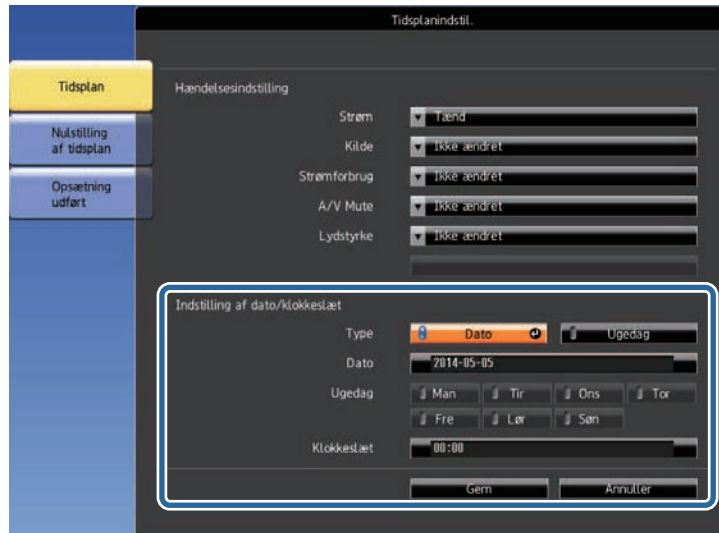 Tidsplanindstil.
Tidsplan
Nulstilling
af tidsplan
Opsætning
udført
Hændelsesindstilling
Strøm Tænd
Kilde Ikke ændret
Strømforbrug Ikke ændret
A/V Mute Ikke ændret
Lydstyrke Ikke ændret
Indstilling af dato/klokkeslæt
Type Dato Ugedag
Dato 2014-05-05
Ugedag Man Tir Ons Tor
Fre Lør Søn
Klokkeslæt 00:00
Gem Annuller